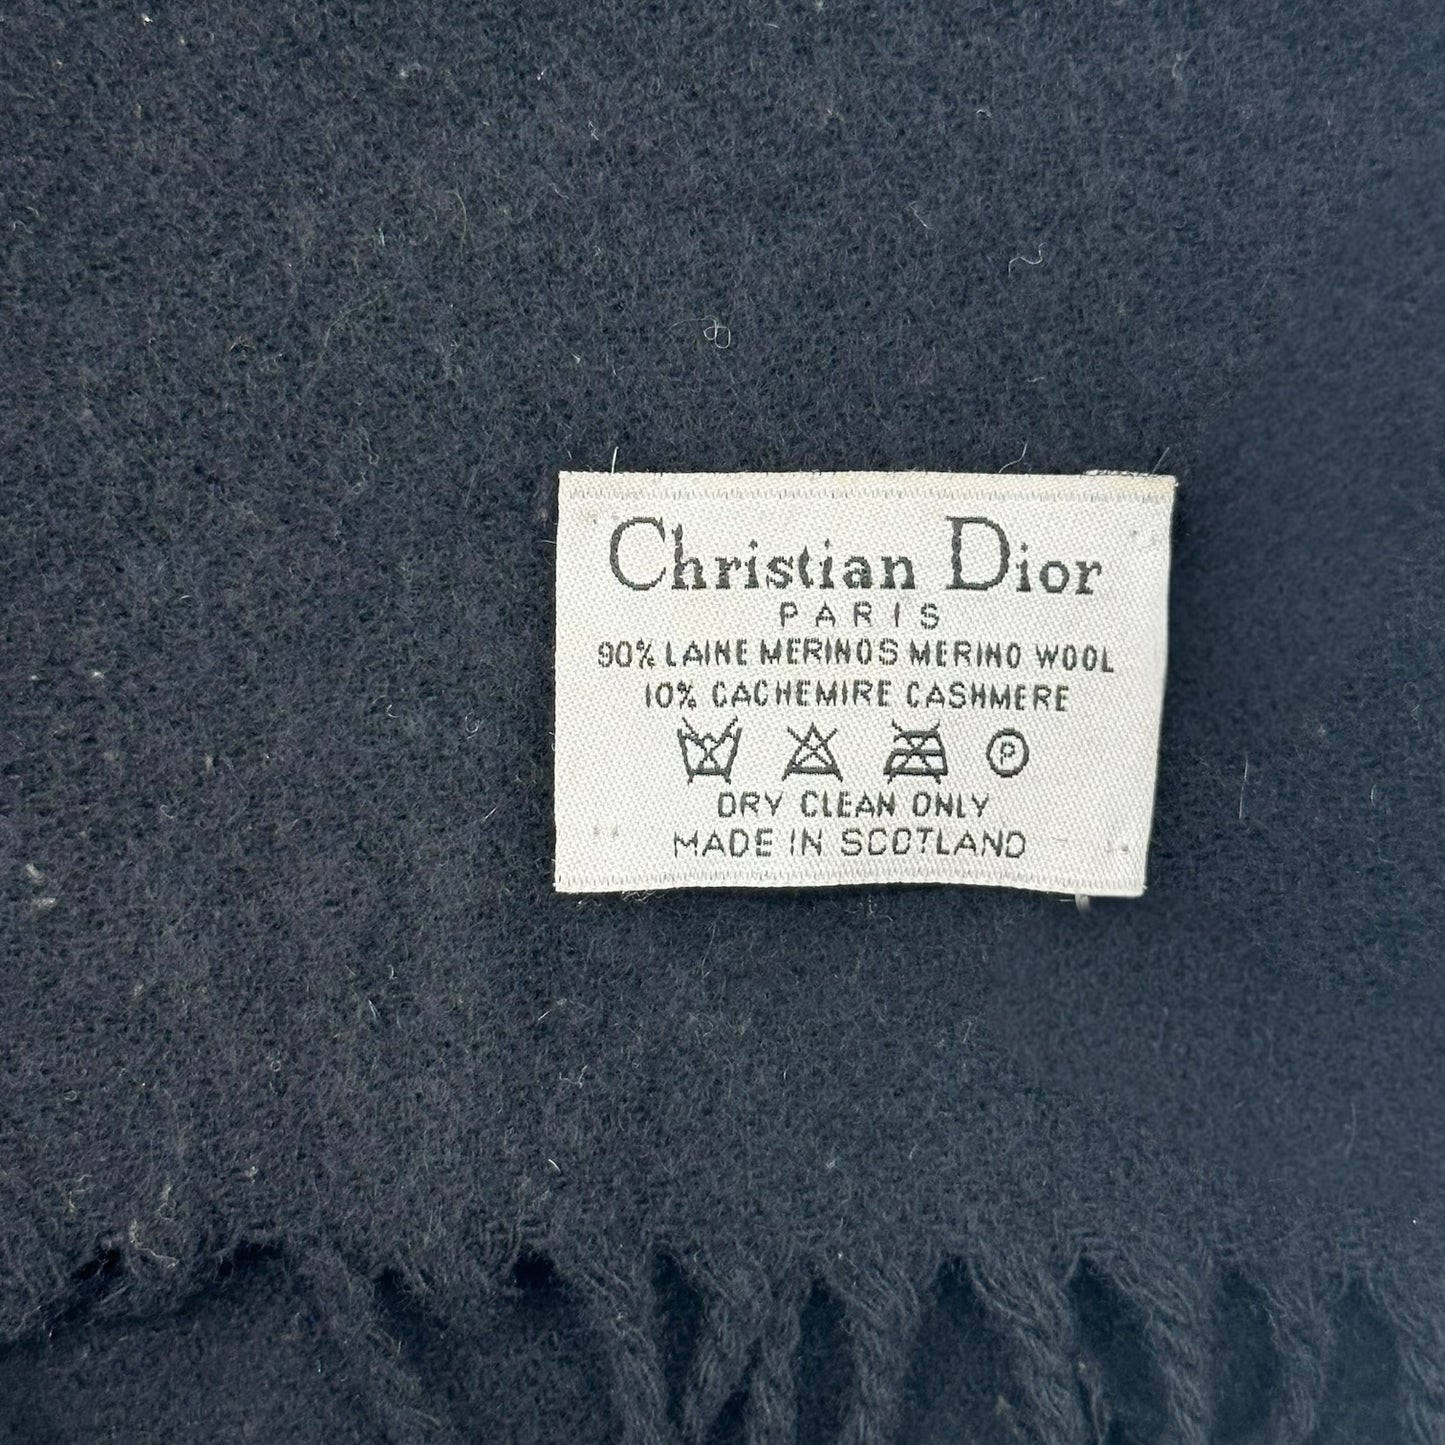 Christian Dior
PARIS
90% LAINE MERINOS MERINO WOOL
10% CACHEMIRE CASHMERE
P
DRY CLEAN ONLY
MADE IN SCOTLAND